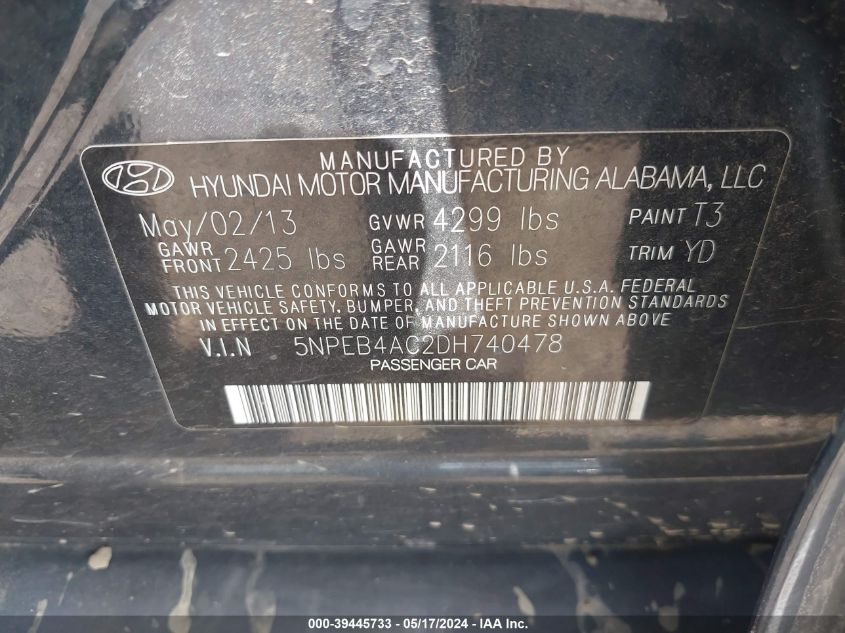 MANUFACTURED BY
HYUNDAI MOTOR MANUFACTURING ALABAMA, LLC
May/02/13 GVWR 4299 lbs PAINT T3
GAWR FRONT 2425 lbs GAWR REAR 2116 lbs TRIM YD
THIS VEHICLE CONFORMS TO ALL APPLICABLE U.S.A. FEDERAL
MOTOR VEHICLE SAFETY, BUMPER, AND THEFT PREVENTION STANDARDS
IN EFFECT ON THE DATE OF MANUFACTURE SHOWN ABOVE
V.I.N 5NPEB4AC2DH740478
PASSENGER CAR
000-39445733 - 05/17/2024 - IAA Inc.